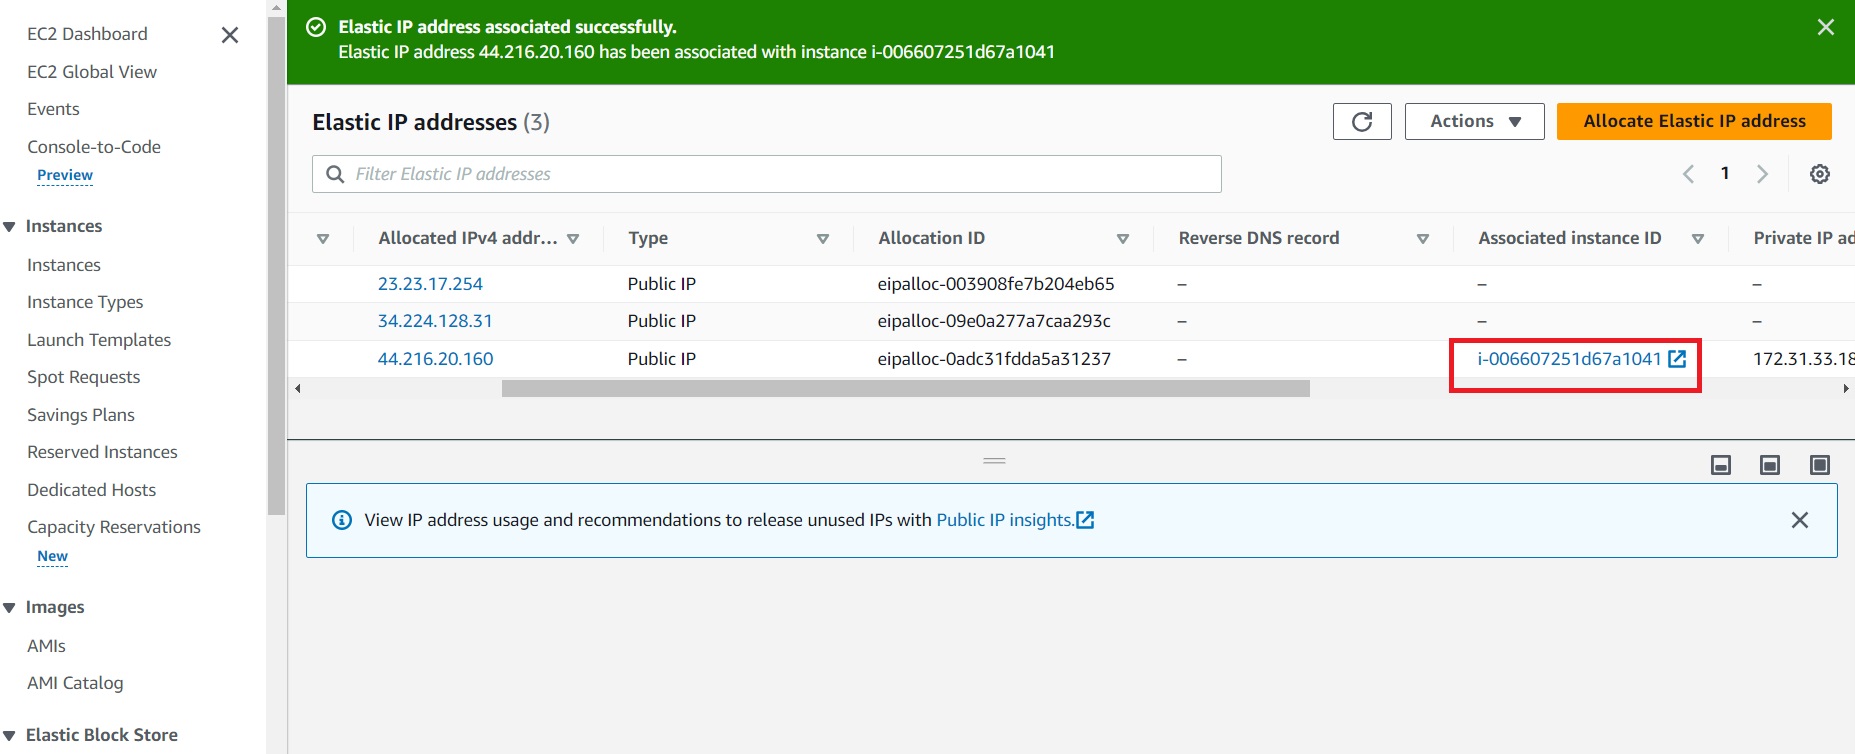 EC2 Dashboard
EC2 Global View
Events
Console-to-Code
Preview
Instances
Instances
Instance Types
Launch Templates
Spot Requests
Savings Plans
Reserved Instances
Dedicated Hosts
Capacity Reservations
New
Images
AMIs
AMI Catalog
Elastic Block Store
Elastic IP address associated successfully.
Elastic IP address 44.216.20.160 has been associated with instance i-006607251d67a1041
Elastic IP addresses (3)
Actions
Allocate Elastic IP address
Filter Elastic IP addresses
1
Allocated IPv4 addr... Type Allocation ID Reverse DNS record Associated instance ID Private IP ad
23.23.17.254 Public IP eipalloc-003908fe7b204eb65 – – –
34.224.128.31 Public IP eipalloc-09e0a277a7caa293c – – –
44.216.20.160 Public IP eipalloc-0adc31fdda5a31237 – i-006607251d67a1041 172.31.33.18
View IP address usage and recommendations to release unused IPs with Public IP insights.